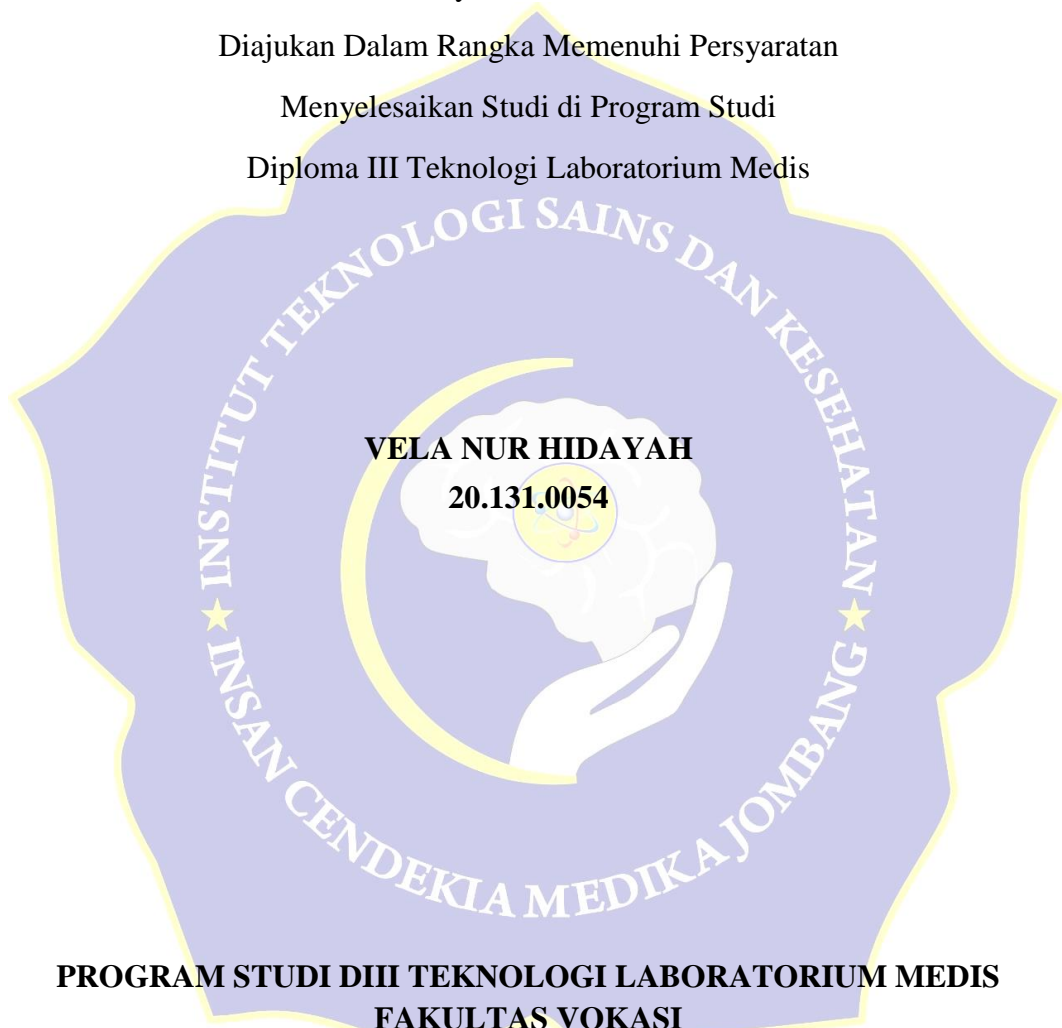 Diajukan Dalam Rangka Memenuhi Persyaratan
Menyelesaikan Studi di Program Studi
Diploma III Teknologi Laboratorium Medis
INSTITUT TEKNOLOGI SAINS DAN KESEHATAN
VELA NUR HIDAYAH
20.131.0054
★ INSAN CENDEKIA MEDIKA JOMBANG ★
PROGRAM STUDI DIII TEKNOLOGI LABORATORIUM MEDIS
FAKULTAS VOKASI